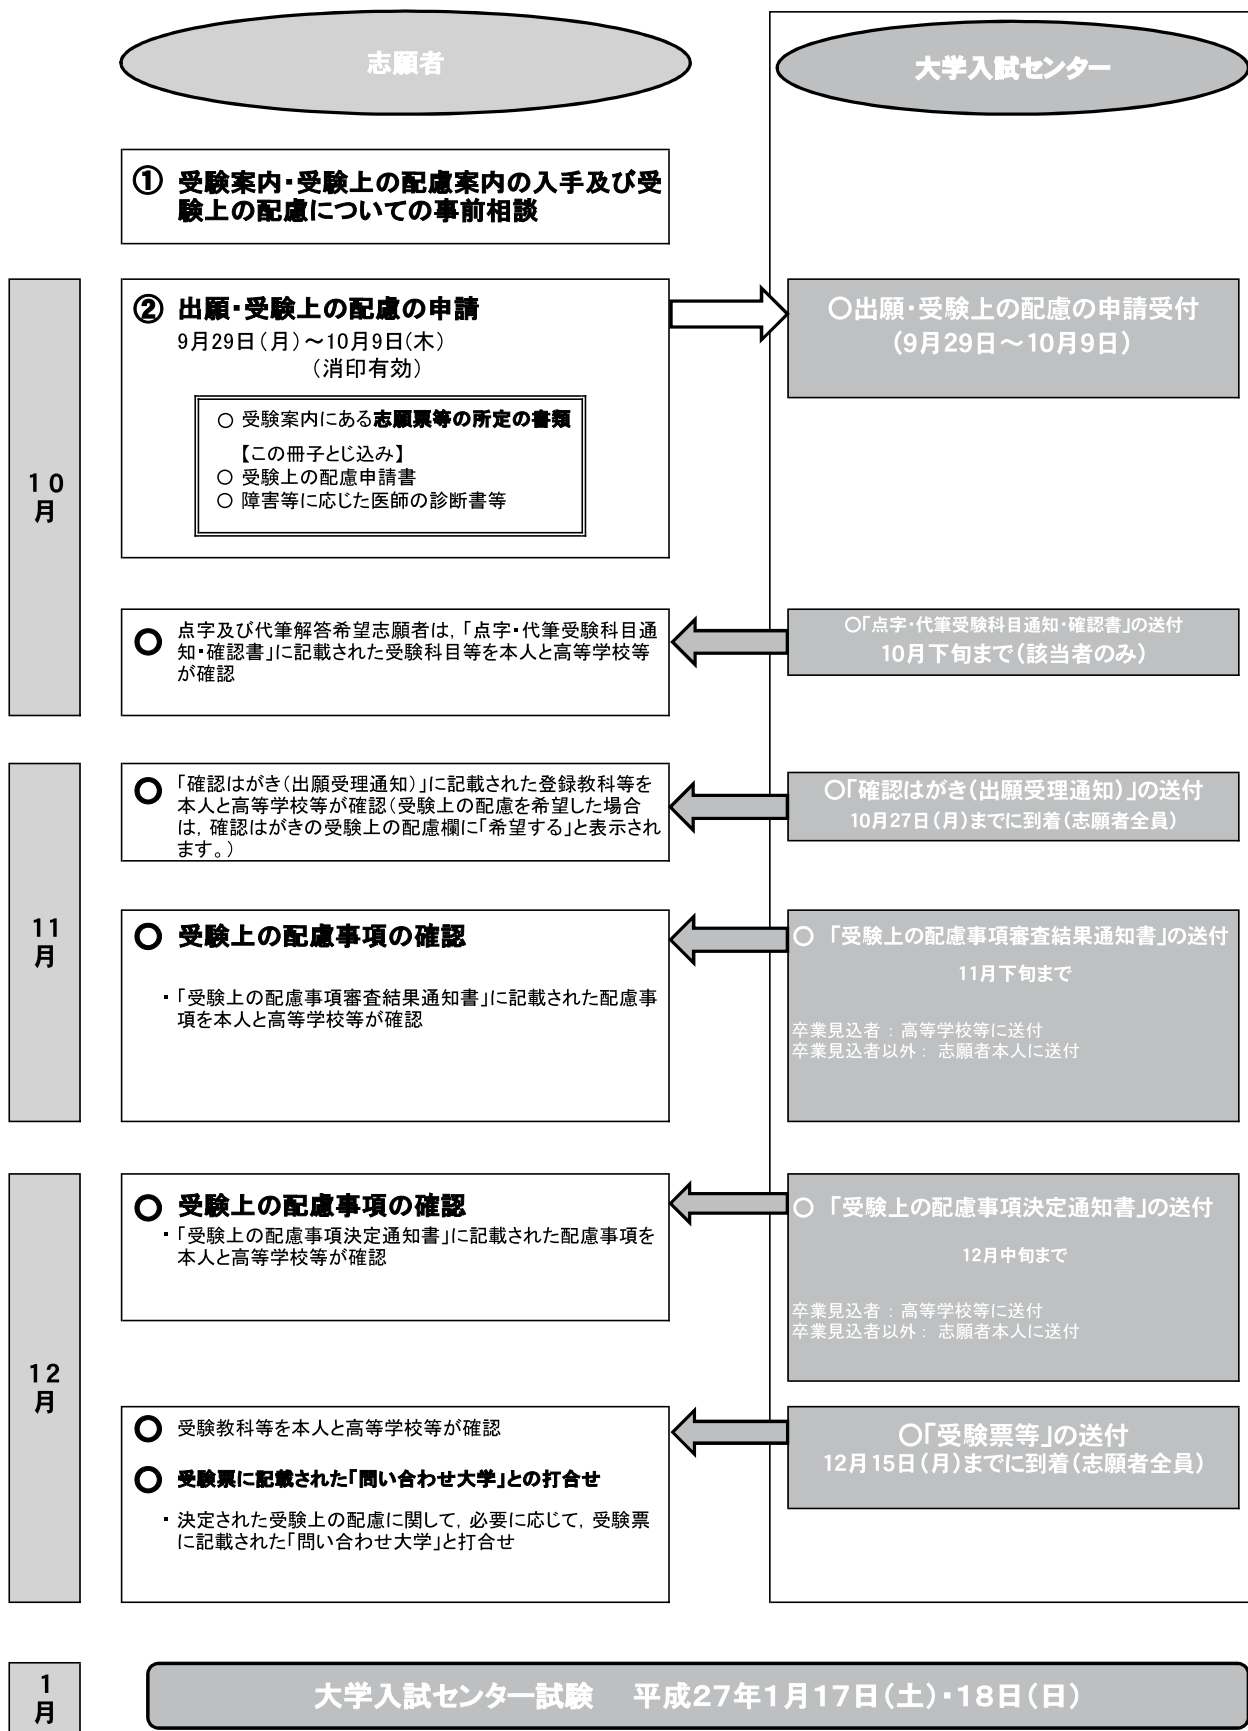 志願者
大学入試センター
① 受験案内・受験上の配慮案内の入手及び受
験上の配慮についての事前相談
10
月
② 出願・受験上の配慮の申請
9月29日(月)～10月9日(木)
(消印有効)
○ 受験案内にある志願票等の所定の書類
【この冊子とじ込み】
○ 受験上の配慮申請書
○ 障害等に応じた医師の診断書等
○出願・受験上の配慮の申請受付
(9月29日～10月9日)
○ 点字及び代筆解答希望志願者は,「点字・代筆受験科目通
知・確認書」に記載された受験科目等を本人と高等学校等
が確認
○「点字・代筆受験科目通知・確認書」の送付
10月下旬まで(該当者のみ)
11
月
○ 「確認はがき(出願受理通知)」に記載された登録教科等を
本人と高等学校等が確認(受験上の配慮を希望した場合
は, 確認はがきの受験上の配慮欄に「希望する」と表示され
ます。)
○「確認はがき(出願受理通知)」の送付
10月27日(月)までに到着(志願者全員)
○ 受験上の配慮事項の確認
・「受験上の配慮事項審査結果通知書」に記載された配慮事
項を本人と高等学校等が確認
○ 「受験上の配慮事項審査結果通知書」の送付
11月下旬まで
卒業見込者 : 高等学校等に送付
卒業見込者以外 : 志願者本人に送付
12
月
○ 受験上の配慮事項の確認
・「受験上の配慮事項決定通知書」に記載された配慮事項を
本人と高等学校等が確認
○ 「受験上の配慮事項決定通知書」の送付
12月中旬まで
卒業見込者 : 高等学校等に送付
卒業見込者以外 : 志願者本人に送付
○ 受験教科等を本人と高等学校等が確認
○ 受験票に記載された「問い合わせ大学」との打合せ
・決定された受験上の配慮に関して, 必要に応じて, 受験票
に記載された「問い合わせ大学」と打合せ
○「受験票等」の送付
12月15日(月)までに到着(志願者全員)
1
月
大学入試センター試験 平成27年1月17日(土)・18日(日)